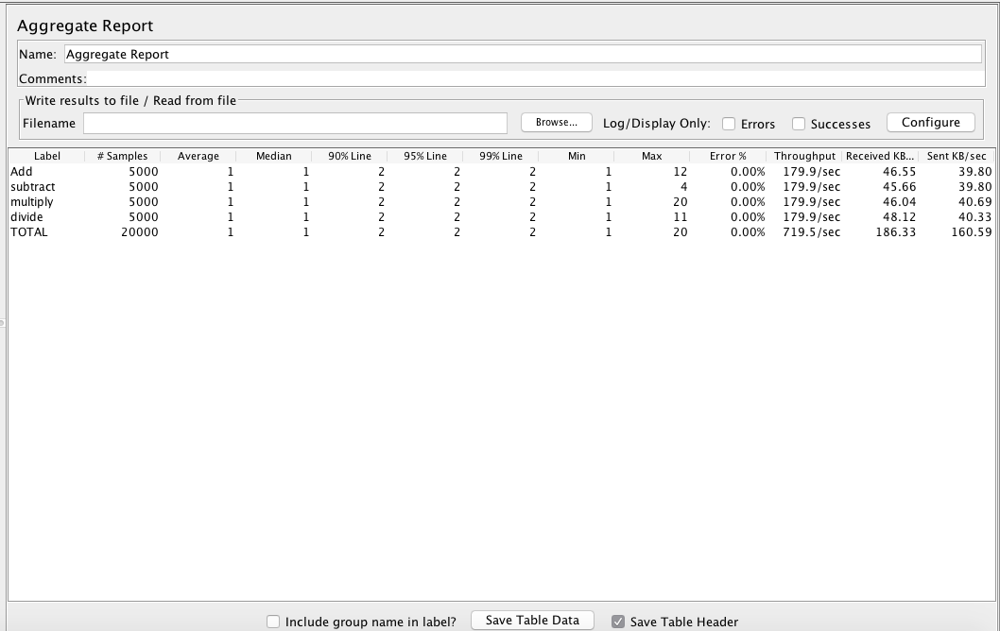 Aggregate Report
Name: Aggregate Report
Comments:
Write results to file / Read from file
Filename Browse... Log/Display Only: Errors Successes Configure
Label # Samples Average Median 90% Line 95% Line 99% Line Min Max Error % Throughput Received KB... Sent KB/sec
Add 5000 1 1 2 2 2 1 12 0.00% 179.9/sec 46.55 39.80
subtract 5000 1 1 2 2 2 1 4 0.00% 179.9/sec 45.66 39.80
multiply 5000 1 1 2 2 2 1 20 0.00% 179.9/sec 46.04 40.69
divide 5000 1 1 2 2 2 1 11 0.00% 179.9/sec 48.12 40.33
TOTAL 20000 1 1 2 2 2 1 20 0.00% 719.5/sec 186.33 160.59
Include group name in label? Save Table Data Save Table Header